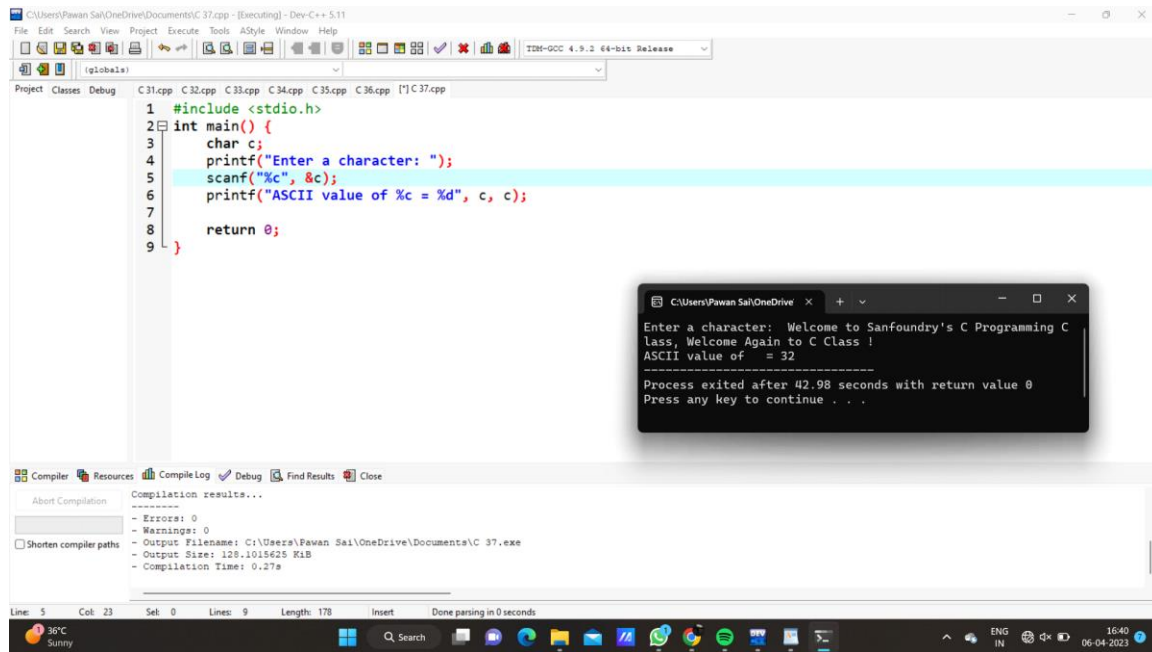 C:\Users\Pawan Sai\OneDrive\Documents\C 37.cpp - [Executing] - Dev-C++ 5.11
File Edit Search View Project Execute Tools AStyle Window Help
TDM-GCC 4.9.2 64-bit Release
(globals)
Project Classes Debug C 31.cpp C 32.cpp C 33.cpp C 34.cpp C 35.cpp C 36.cpp [*] C 37.cpp
1 #include <stdio.h>
2 int main() {
3 char c;
4 printf("Enter a character: ");
5 scanf("%c", &c);
6 printf("ASCII value of %c = %d", c, c);
7
8 return 0;
9 }
C:\Users\Pawan Sai\OneDrive
Enter a character:  Welcome to Sanfoundry's C Programming C
lass, Welcome Again to C Class !
ASCII value of   = 32
--------------------------------
Process exited after 42.98 seconds with return value 0
Press any key to continue . . .
Compiler Resources Compile Log Debug Find Results Close
Abort Compilation
Shorten compiler paths
Compilation results...
--------
- Errors: 0
- Warnings: 0
- Output Filename: C:\Users\Pawan Sai\OneDrive\Documents\C 37.exe
- Output Size: 128.1015625 KiB
- Compilation Time: 0.27s
Line: 5 Col: 23 Sel: 0 Lines: 9 Length: 178 Insert Done parsing in 0 seconds
1
36°C
Sunny
Search
ENG
IN
16:40
06-04-2023